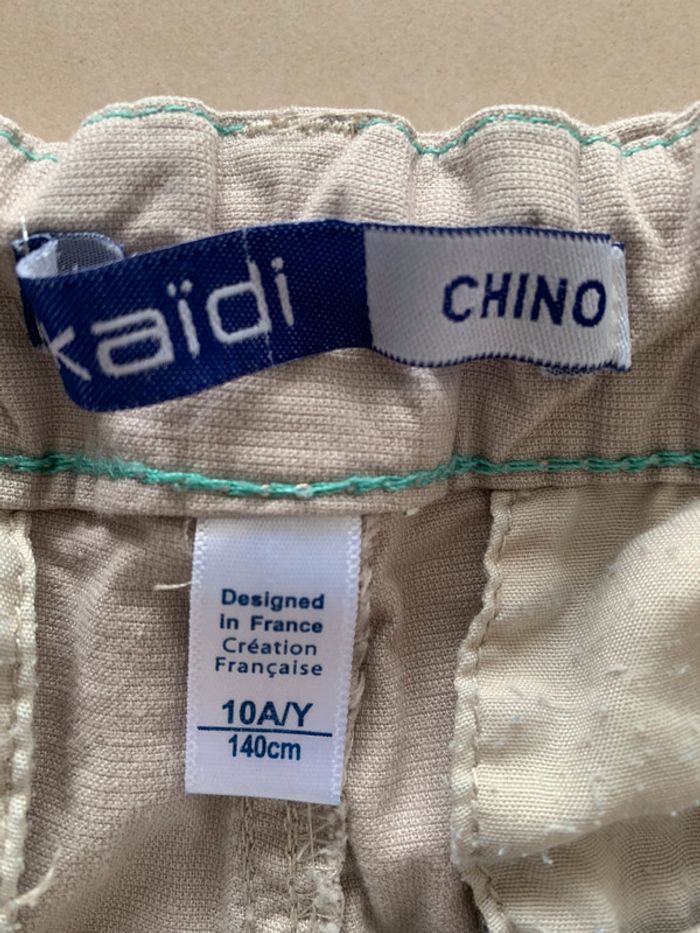 kaïdi
CHINO
Designed
in France
Création
Française
10A/Y
140cm